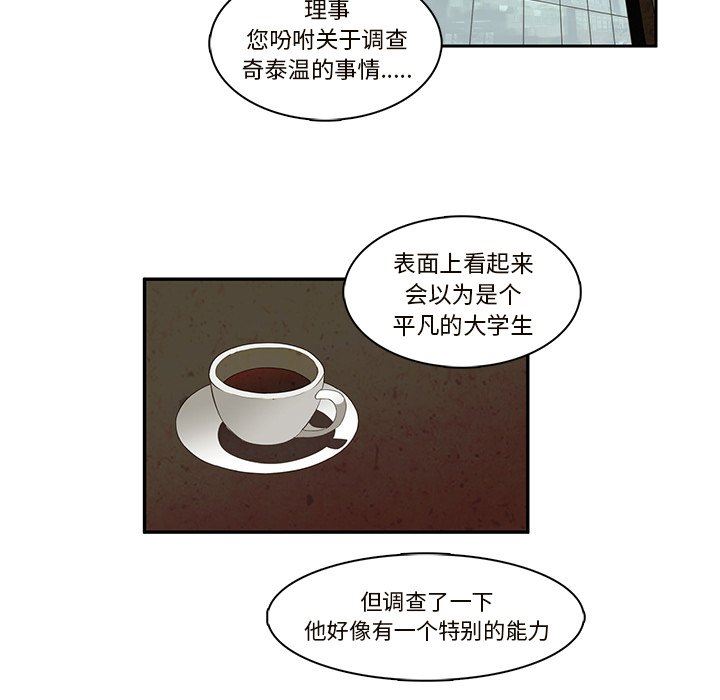 理事
您吩咐关于调查
奇泰温的事情.....
表面上看起来
会以为是个
平凡的大学生
但调查了一下
他好像有一个特别的能力